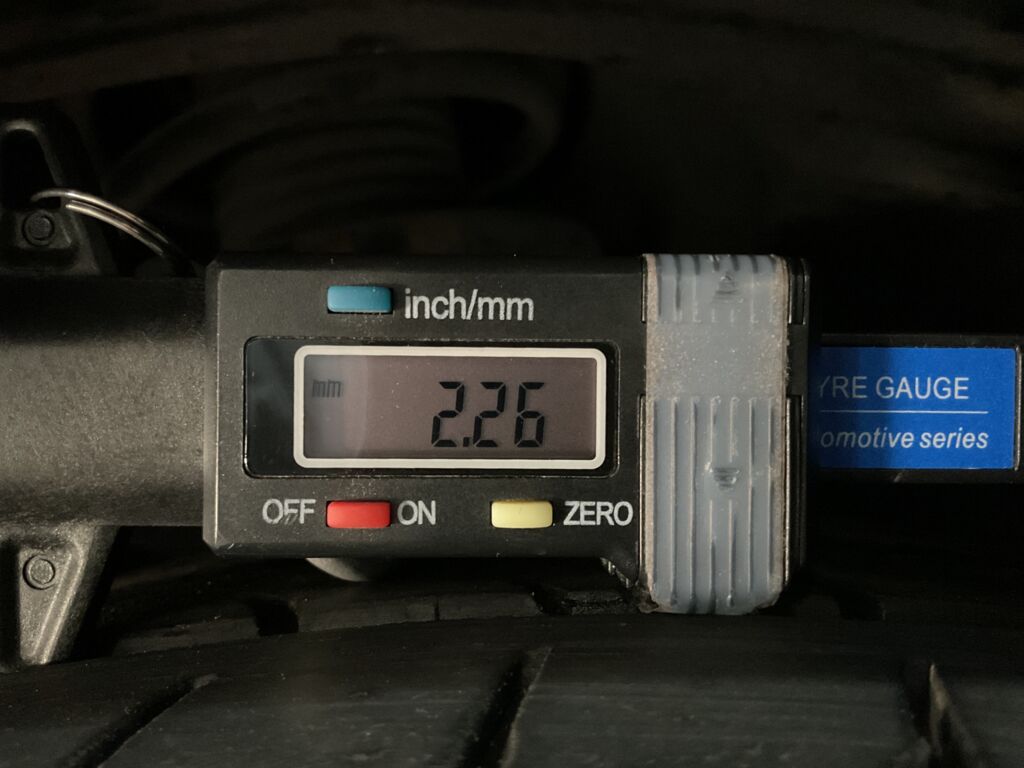 inch/mm
mm
2.26
OFF ON ZERO
YRE GAUGE
omotive series